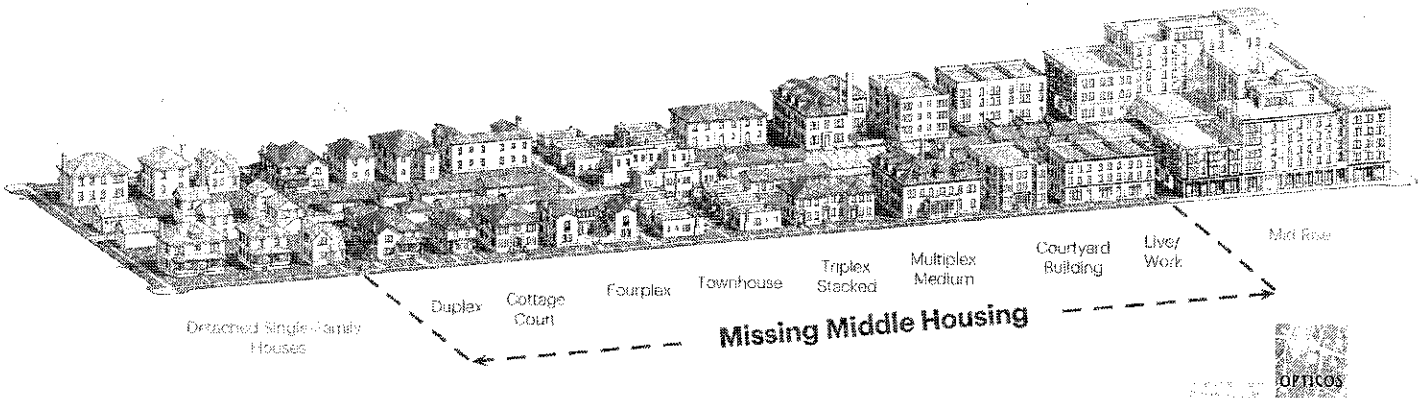 Detached Single-Family
Houses
Duplex
Cottage
Court
Fourplex
Townhouse
Triplex
Stacked
Multiplex
Medium
Courtyard
Building
Live/
Work
Mid Rise
Missing Middle Housing
OPTICOS